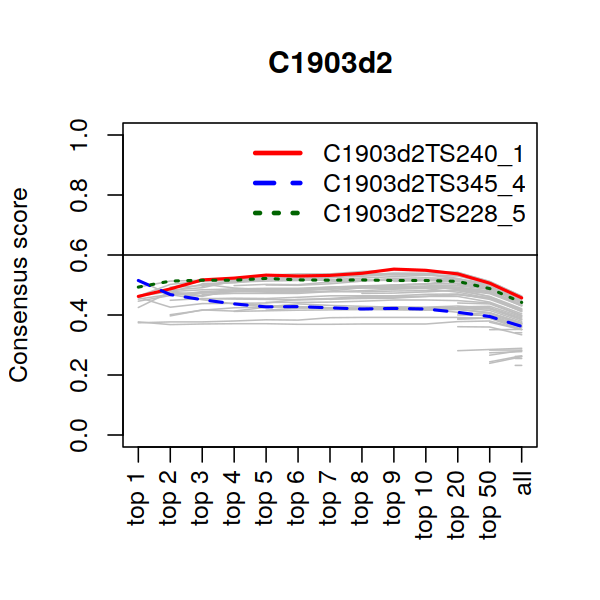 C1903d2
Consensus score
1.0
0.8
0.6
0.4
0.2
0.0
C1903d2TS240_1
C1903d2TS345_4
C1903d2TS228_5
top 1
top 2
top 3
top 4
top 5
top 6
top 7
top 8
top 9
top 10
top 20
top 50
all